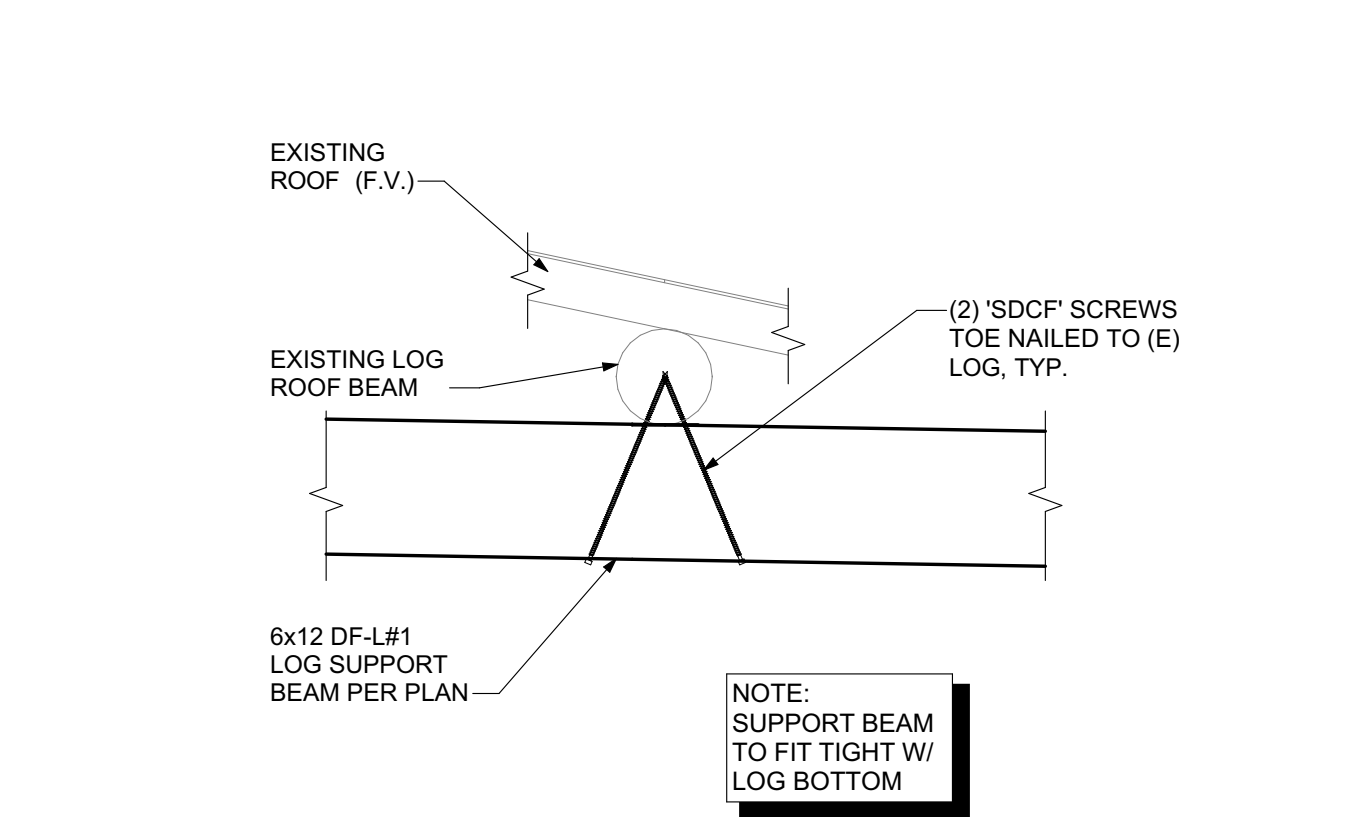 EXISTING
ROOF (F.V.)
(2) 'SDCF' SCREWS
TOE NAILED TO (E)
LOG, TYP.
EXISTING LOG
ROOF BEAM
6x12 DF-L#1
LOG SUPPORT
BEAM PER PLAN
NOTE:
SUPPORT BEAM
TO FIT TIGHT W/
LOG BOTTOM